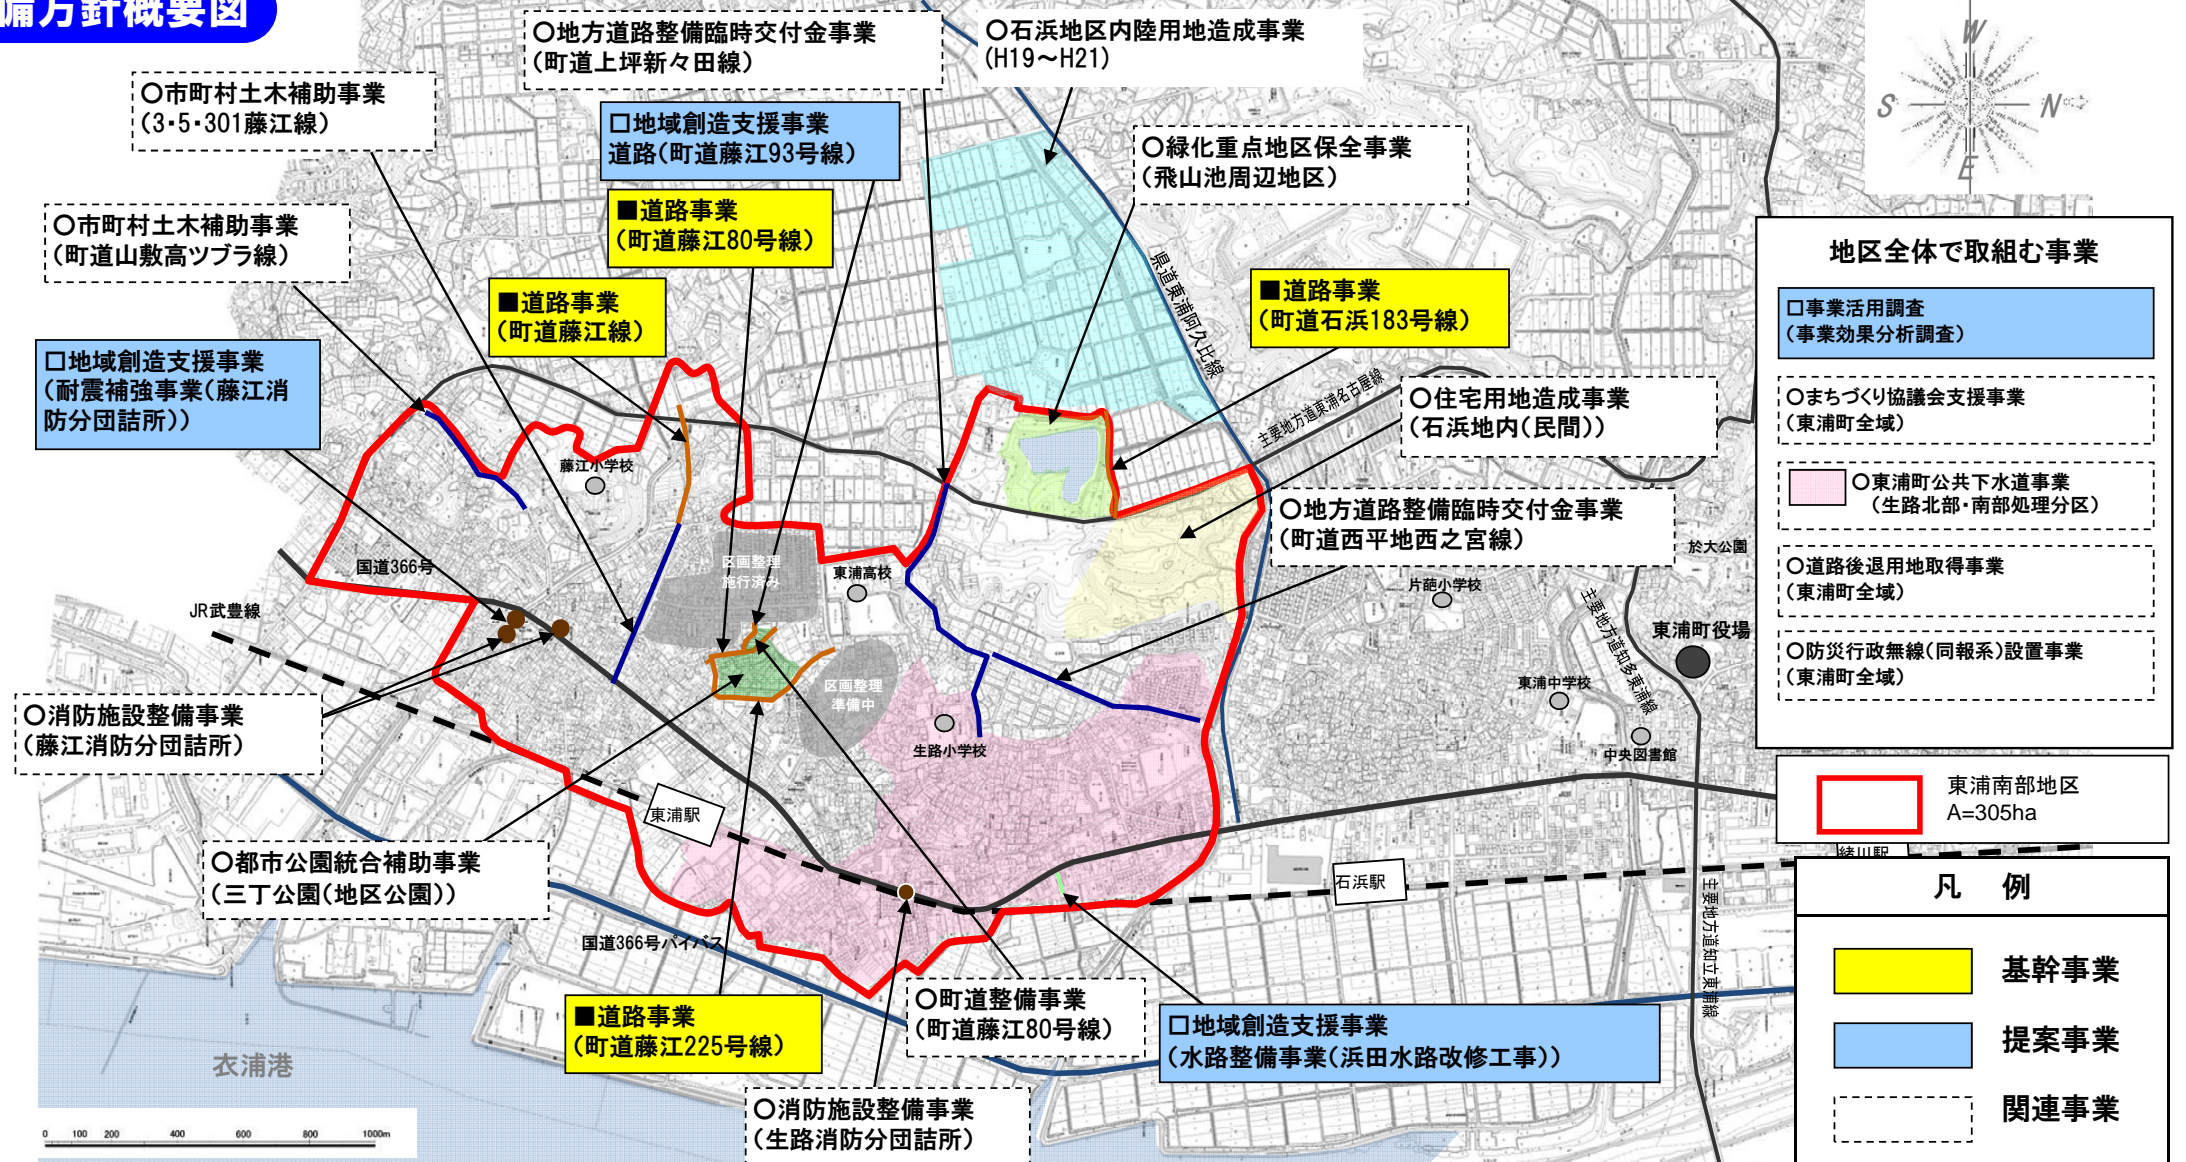 備方針概要図
○地方道路整備臨時交付金事業
(町道上坪新々田線)
○石浜地区内陸用地造成事業
(H19～H21)
W
S
N
E
○市町村土木補助事業
(3・5・301藤江線)
□地域創造支援事業
道路(町道藤江93号線)
○緑化重点地区保全事業
(飛山池周辺地区)
■道路事業
(町道藤江80号線)
○市町村土木補助事業
(町道山敷高ツブラ線)
■道路事業
(町道藤江線)
県道東浦阿久比線
■道路事業
(町道石浜183号線)
□地域創造支援事業
(耐震補強事業(藤江消
防分団詰所))
主要地方道東浦名古屋線
○住宅用地造成事業
(石浜地内(民間))
藤江小学校
○地方道路整備臨時交付金事業
(町道西平地西之宮線)
国道366号
区画整理
施行済み
東浦高校
JR武豊線
片葩小学校
於大公園
主要地方道知多東浦線
東浦町役場
区画整理
準備中
生路小学校
東浦中学校
中央図書館
○消防施設整備事業
(藤江消防分団詰所)
東浦駅
石浜駅
緒川駅
主要地方道知立東浦線
○都市公園統合補助事業
(三丁公園(地区公園))
国道366号バイパス
■道路事業
(町道藤江225号線)
○町道整備事業
(町道藤江80号線)
□地域創造支援事業
(水路整備事業(浜田水路改修工事))
○消防施設整備事業
(生路消防分団詰所)
衣浦港
0 100 200 400 600 800 1000m
地区全体で取組む事業
□事業活用調査
(事業効果分析調査)
○まちづくり協議会支援事業
(東浦町全域)
○東浦町公共下水道事業
(生路北部・南部処理分区)
○道路後退用地取得事業
(東浦町全域)
○防災行政無線(同報系)設置事業
(東浦町全域)
東浦南部地区
A=305ha
凡 例
基幹事業
提案事業
関連事業